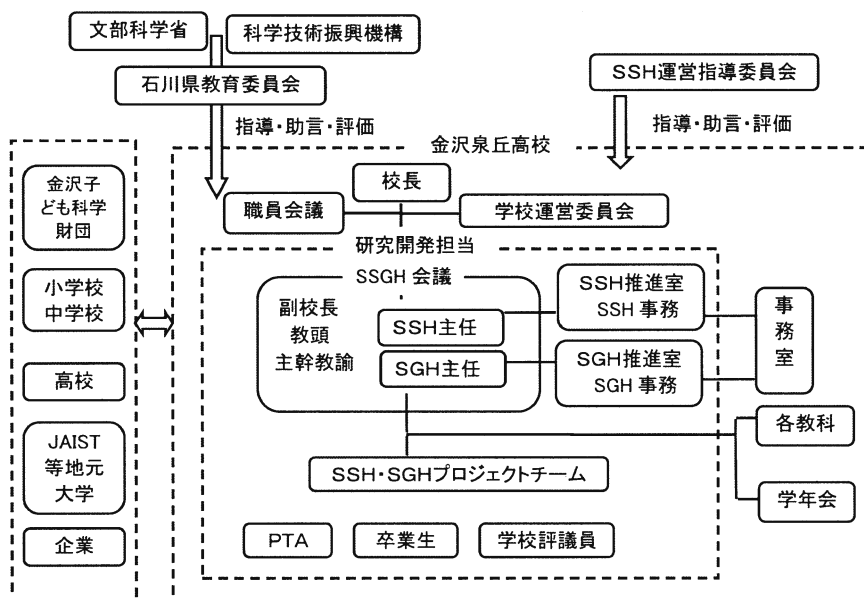 文部科学省
科学技術振興機構
石川県教育委員会
SSH運営指導委員会
指導・助言・評価
指導・助言・評価
金沢泉丘高校
金沢子
ども科学
財団
小学校
中学校
高校
JAIST
等地元
大学
企業
校長
職員会議
学校運営委員会
研究開発担当
SSGH 会議
副校長
教頭
主幹教諭
SSH主任
SGH主任
SSH推進室
SSH 事務
SGH推進室
SGH 事務
事
務
室
各教科
学年会
SSH・SGHプロジェクトチーム
PTA
卒業生
学校評議員